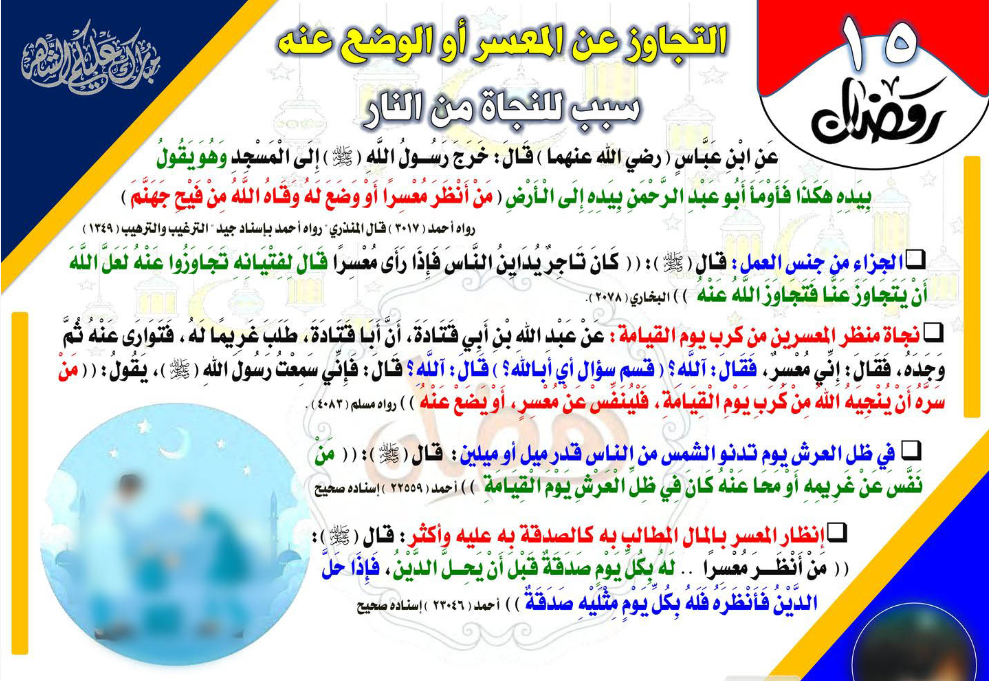 مبارك عليكم الشهر
١٥
رمضان
التجاوز عن المعسر أو الوضع عنه
سبب للنجاة من النار
عَنِ ابْنِ عَبَّاسٍ ( رضي الله عنهما ) قَالَ: خَرَجَ رَسُولُ اللَّهِ ( ﷺ ) إِلَى الْمَسْجِدِ وَهُوَ يَقُولُ
بِيَدِهِ هَكَذَا فَأَوْمَأَ أَبُو عَبْدِ الرَّحْمَنِ بِيَدِهِ إِلَى الْأَرْضِ ( مَنْ أَنْظَرَ مُعْسِرًا أَوْ وَضَعَ لَهُ وَقَاهُ اللَّهُ مِنْ فَيْحِ جَهَنَّمَ )
رواه أحمد ( ٣٠١٧ ) قال المنذري" رواه أحمد بإسناد جيد" الترغيب والترهيب ( ١٣٤٩ )
❑ الجزاء من جنس العمل: قال ( ﷺ ): (( كَانَ تَاجِرٌ يُدَايِنُ النَّاسَ فَإِذَا رَأَى مُعْسِرًا قَالَ لِفِتْيَانِهِ تَجَاوَزُوا عَنْهُ لَعَلَّ اللَّهَ
أَنْ يَتَجَاوَزَ عَنَّا فَتَجَاوَزَ اللَّهُ عَنْهُ )) البخاري ( ٢٠٧٨ ).
❑ نجاة منظر المعسرين من كرب يوم القيامة: عَنْ عَبْدِ الله بْنِ أَبِي قَتَادَةَ، أَنَّ أَبَا قَتَادَةَ، طَلَبَ غَرِيمًا لَهُ ، فَتَوَارَى عَنْهُ ثُمَّ
وَجَدَهُ، فَقَالَ: إِنِّي مُعْسِرٌ، فَقَالَ: آللَّهِ؟ ( قسم سؤال أي أبالله؟ ) قَالَ: آللَّهِ؟ قَالَ: فَإِنِّي سَمِعْتُ رَسُولَ اللهِ ( ﷺ )، يَقُولُ: (( مَنْ
سَرَّهُ أَنْ يُنْجِيَهُ اللهُ مِنْ كُرَبِ يَوْمِ الْقِيَامَةِ، فَلْيُنَفِّسْ عَنْ مُعْسِرٍ، أَوْ يَضَعْ عَنْهُ )) رواه مسلم ( ٤٠٨٣ ).
❑ في ظل العرش يوم تدنو الشمس من الناس قدر ميل أو ميلين: قال ( ﷺ ): (( مَنْ
نَفَّسَ عَنْ غَرِيمِهِ أَوْ مَحَا عَنْهُ كَانَ فِي ظِلِّ الْعَرْشِ يَوْمَ الْقِيَامَةِ )) أحمد ( ٢٢٥٥٩ ) إسناده صحيح
❑ إنظار المعسر بالمال المطالب به كالصدقة به عليه وأكثر: قال ( ﷺ ):
(( مَنْ أَنْظَرَ مُعْسِرًا .. لَهُ بِكُلِّ يَوْمٍ صَدَقَةٌ قَبْلَ أَنْ يَحِلَّ الدَّيْنُ، فَإِذَا حَلَّ
الدَّيْنُ فَأَنْظَرَهُ فَلَهُ بِكُلِّ يَوْمٍ مِثْلَيْهِ صَدَقَةٌ )) أحمد ( ٢٣٠٤٦ ) إسناده صحيح
رمضان